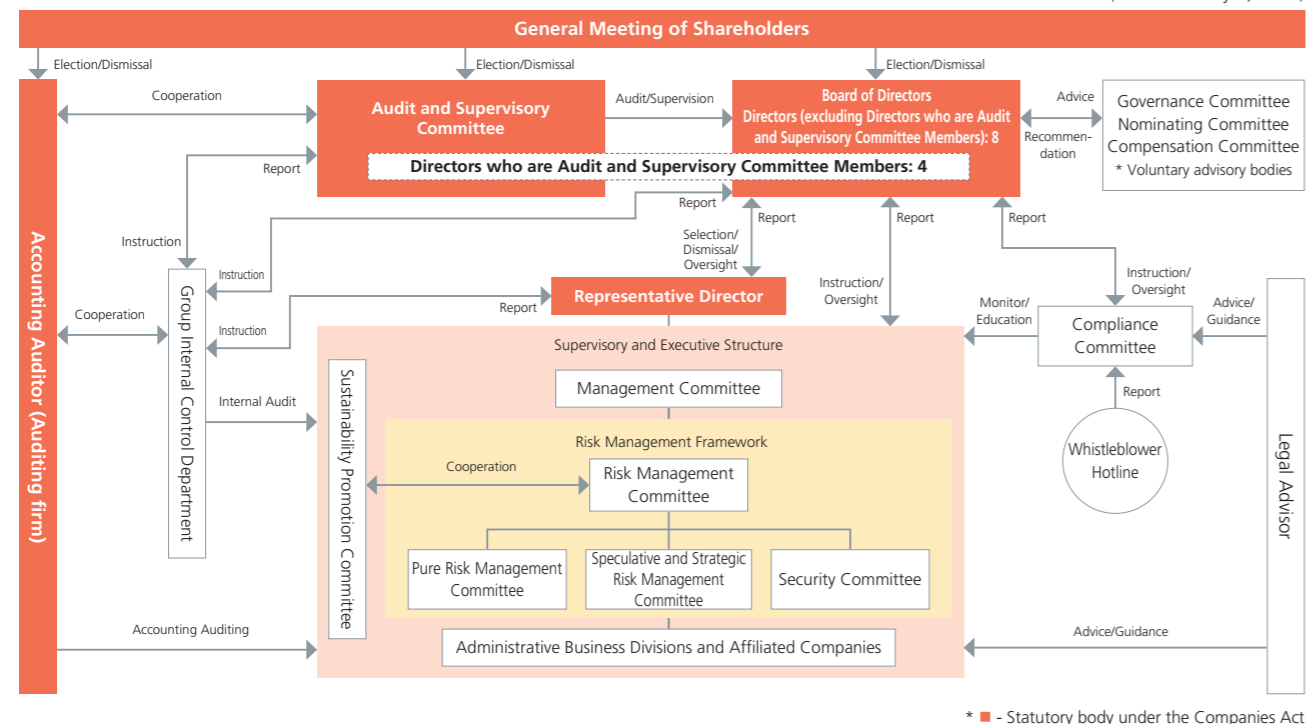 General Meeting of Shareholders
Election/Dismissal
Election/Dismissal
Election/Dismissal
Cooperation
Audit and Supervisory
Committee
Audit/Supervision
Board of Directors
Directors (excluding Directors who are Audit
and Supervisory Committee Members): 8
Advice
Recommen-
dation
Governance Committee
Nominating Committee
Compensation Committee
* Voluntary advisory bodies
Directors who are Audit and Supervisory Committee Members: 4
Report
Report
Report
Report
Report
Instruction
Selection/
Dismissal/
Oversight
Instruction
Instruction/
Oversight
Instruction/
Oversight
Accounting Auditor (Auditing firm)
Group Internal Control Department
Cooperation
Instruction
Report
Representative Director
Monitor/
Education
Compliance
Committee
Advice/
Guidance
Legal Advisor
Supervisory and Executive Structure
Management Committee
Internal Audit
Sustainability Promotion Committee
Report
Whistleblower
Hotline
Risk Management Framework
Cooperation
Risk Management
Committee
Pure Risk Management
Committee
Speculative and Strategic
Risk Management
Committee
Security Committee
Accounting Auditing
Administrative Business Divisions and Affiliated Companies
Advice/Guidance
* ■ - Statutory body under the Companies Act